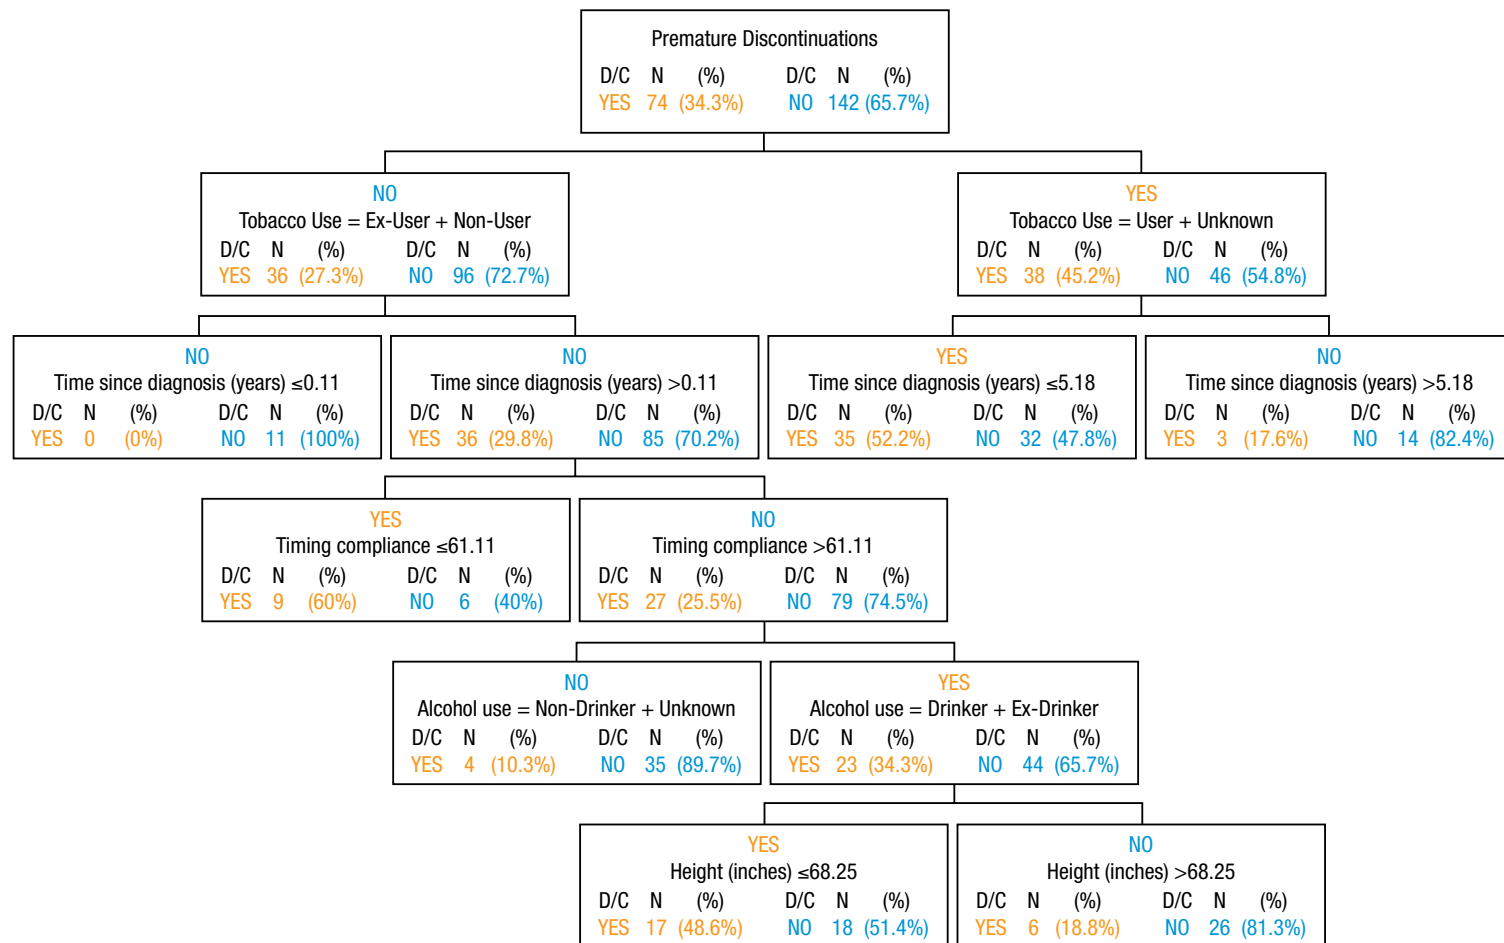 Premature Discontinuations
D/C N (%) D/C N (%)
YES 74 (34.3%) NO 142 (65.7%)
NO
Tobacco Use = Ex-User + Non-User
D/C N (%) D/C N (%)
YES 36 (27.3%) NO 96 (72.7%)
YES
Tobacco Use = User + Unknown
D/C N (%) D/C N (%)
YES 38 (45.2%) NO 46 (54.8%)
NO
Time since diagnosis (years) ≤0.11
D/C N (%) D/C N (%)
YES 0 (0%) NO 11 (100%)
NO
Time since diagnosis (years) >0.11
D/C N (%) D/C N (%)
YES 36 (29.8%) NO 85 (70.2%)
YES
Time since diagnosis (years) ≤5.18
D/C N (%) D/C N (%)
YES 35 (52.2%) NO 32 (47.8%)
NO
Time since diagnosis (years) >5.18
D/C N (%) D/C N (%)
YES 3 (17.6%) NO 14 (82.4%)
YES
Timing compliance ≤61.11
D/C N (%) D/C N (%)
YES 9 (60%) NO 6 (40%)
NO
Timing compliance >61.11
D/C N (%) D/C N (%)
YES 27 (25.5%) NO 79 (74.5%)
NO
Alcohol use = Non-Drinker + Unknown
D/C N (%) D/C N (%)
YES 4 (10.3%) NO 35 (89.7%)
YES
Alcohol use = Drinker + Ex-Drinker
D/C N (%) D/C N (%)
YES 23 (34.3%) NO 44 (65.7%)
YES
Height (inches) ≤68.25
D/C N (%) D/C N (%)
YES 17 (48.6%) NO 18 (51.4%)
NO
Height (inches) >68.25
D/C N (%) D/C N (%)
YES 6 (18.8%) NO 26 (81.3%)